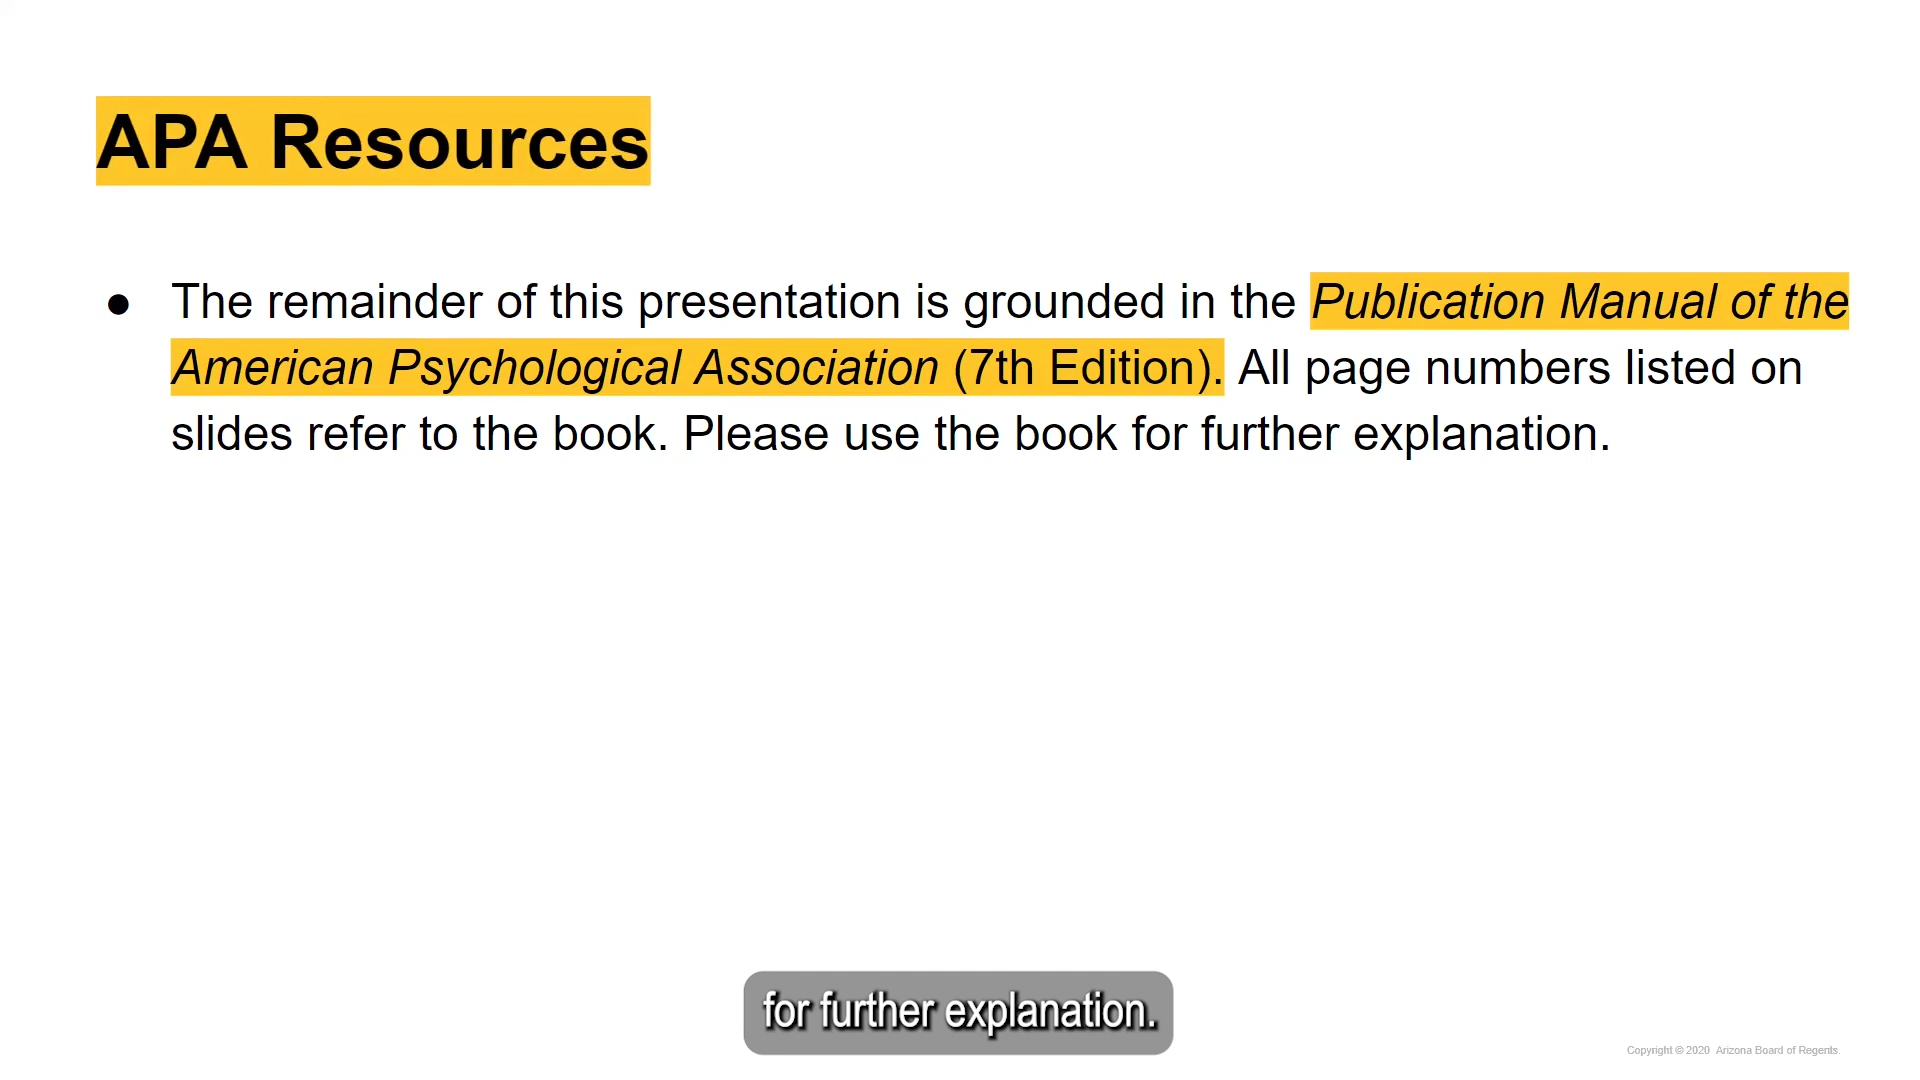 APA Resources
● The remainder of this presentation is grounded in the Publication Manual of the
American Psychological Association (7th Edition). All page numbers listed on
slides refer to the book. Please use the book for further explanation.
for further explanation.
Copyright © 2020 Arizona Board of Regents.